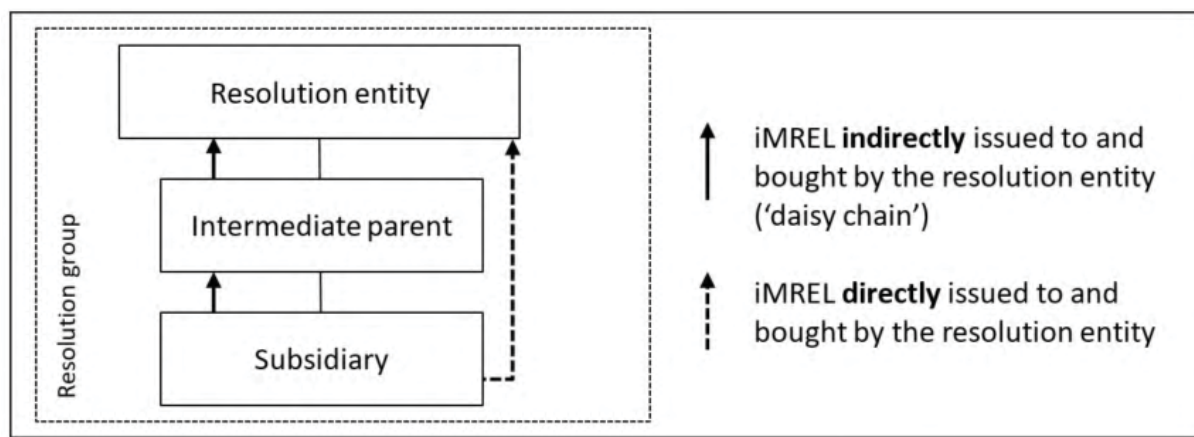 Resolution group
Resolution entity
Intermediate parent
Subsidiary
iMREL indirectly issued to and
bought by the resolution entity
(‘daisy chain’)
iMREL directly issued to and
bought by the resolution entity